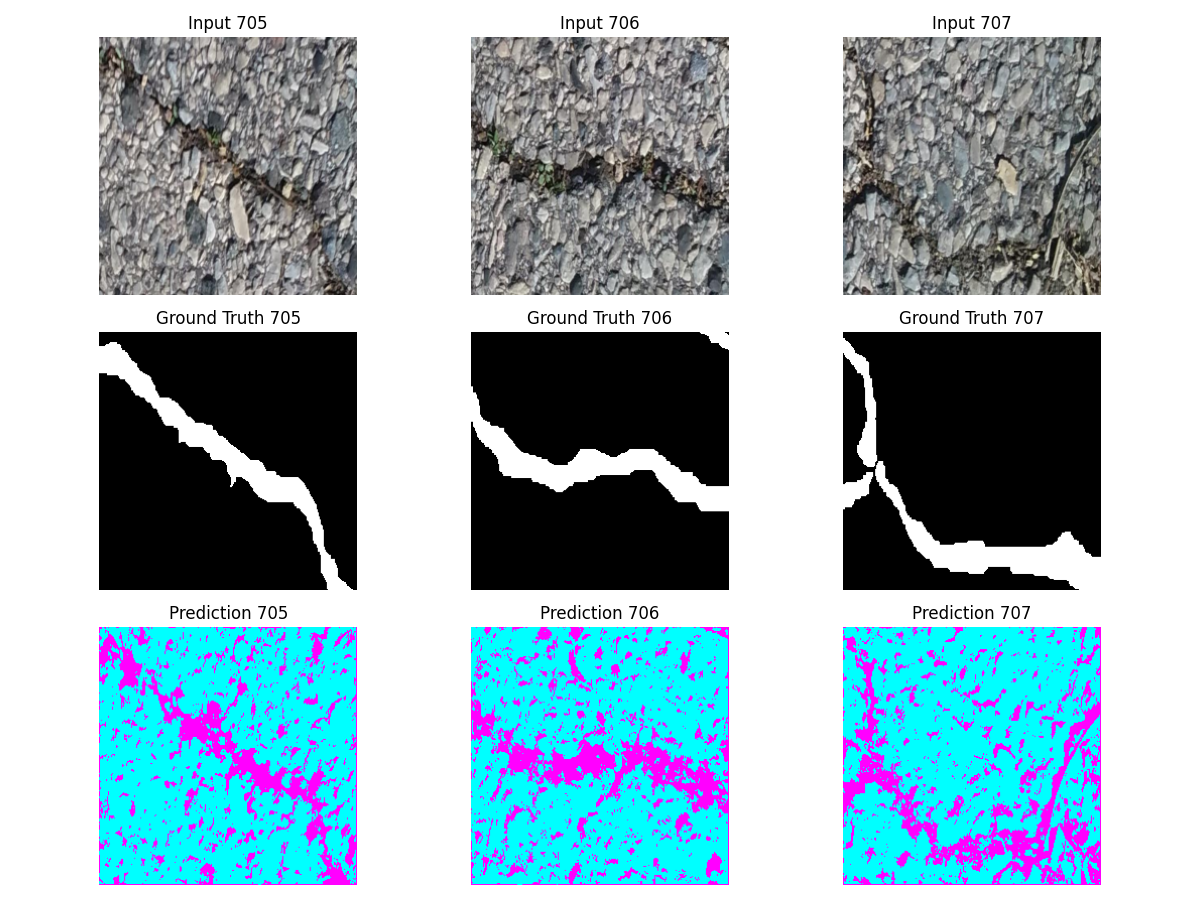 Input 705
Input 706
Input 707
Ground Truth 705
Ground Truth 706
Ground Truth 707
Prediction 705
Prediction 706
Prediction 707